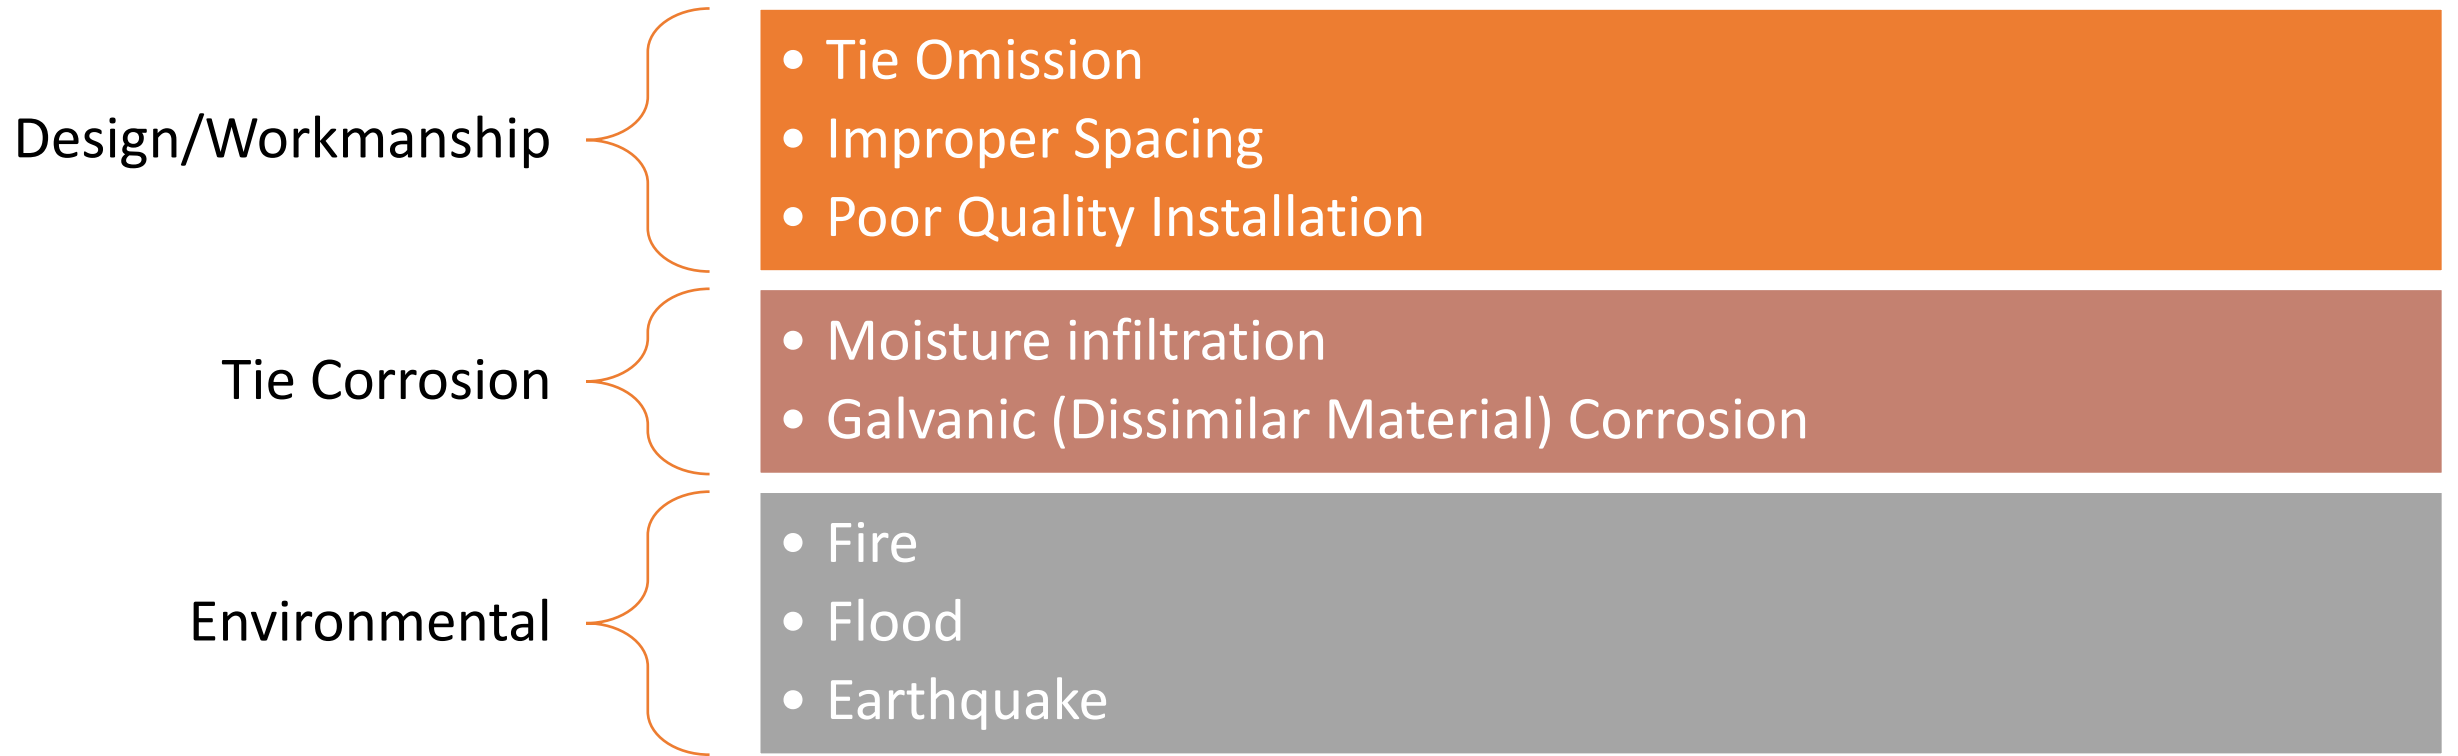 Design/Workmanship
• Tie Omission
• Improper Spacing
• Poor Quality Installation
Tie Corrosion
• Moisture infiltration
• Galvanic (Dissimilar Material) Corrosion
Environmental
• Fire
• Flood
• Earthquake